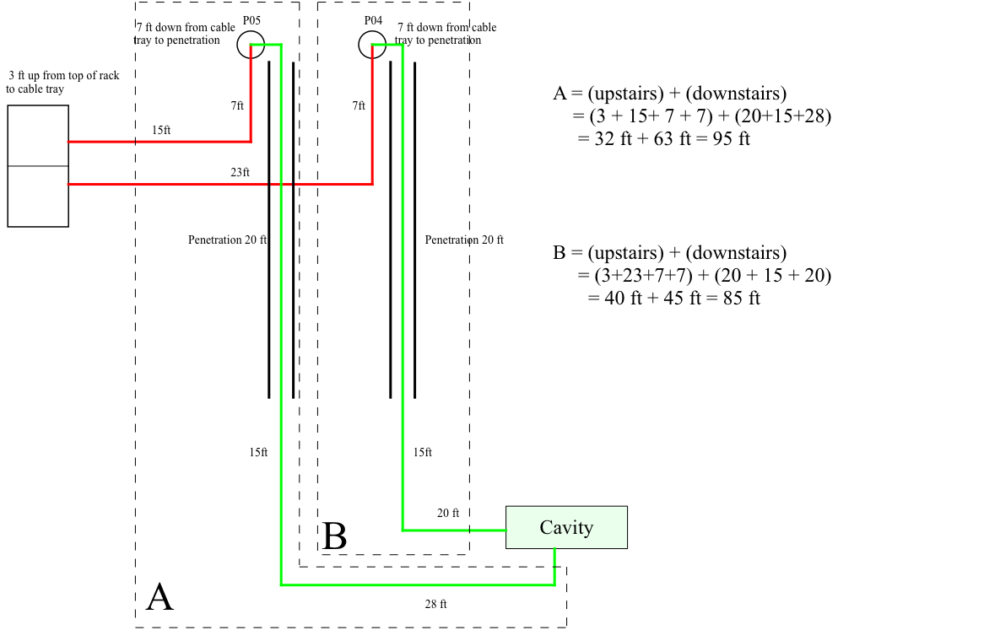 7 ft down from cable
tray to penetration
P05
P04
7 ft down from cable
tray to penetration
3 ft up from top of rack
to cable tray
7ft
7ft
15ft
23ft
Penetration 20 ft
Penetration 20 ft
A = (upstairs) + (downstairs)
= (3 + 15+ 7 + 7) + (20+15+28)
= 32 ft + 63 ft = 95 ft
B = (upstairs) + (downstairs)
= (3+23+7+7) + (20 + 15 + 20)
= 40 ft + 45 ft = 85 ft
15ft
15ft
20 ft
Cavity
B
A
28 ft